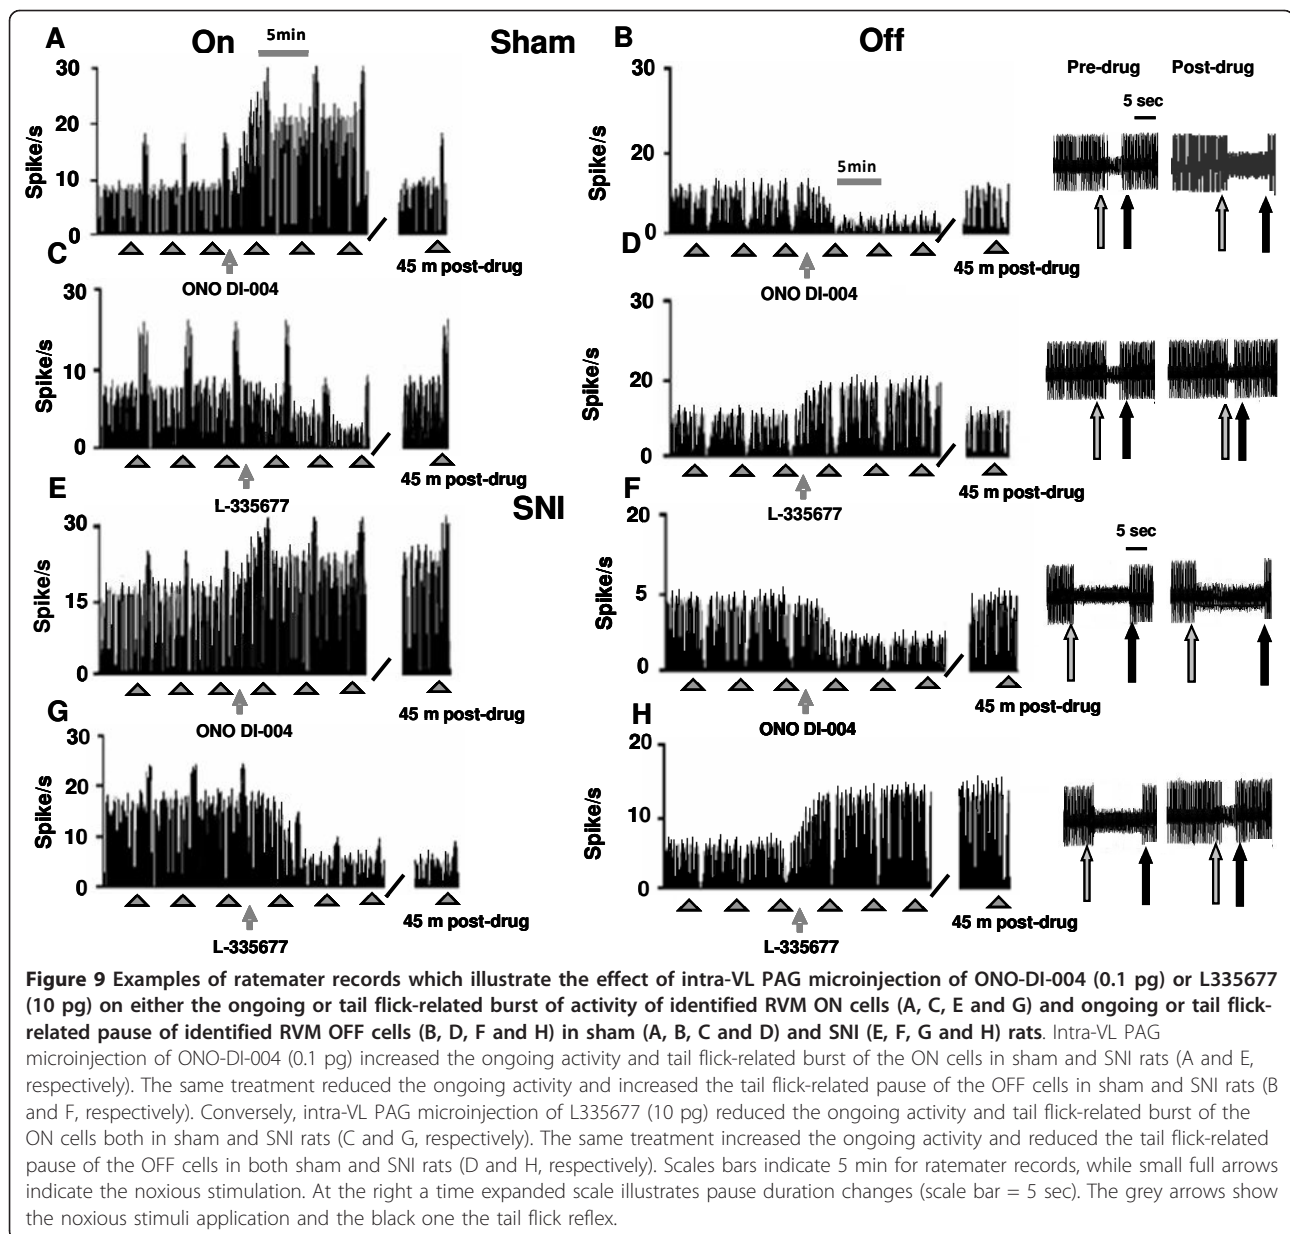 A On 5min Sham B Off
Pre-drug Post-drug
5 sec
30
20
10
0
Spike/s
45 m post-drug
ONO DI-004
30
20
0
Spike/s
5min
45 m post-drug
ONO DI-004
C
30
10
0
Spike/s
45 m post-drug
L-335677
D
30
20
0
Spike/s
45 m post-drug
L-335677
SNI
E
30
15
0
Spike/s
45 m post-drug
ONO DI-004
F
20
5
0
Spike/s
5 sec
45 m post-drug
ONO DI-004
G
30
20
10
0
Spike/s
45 m post-drug
L-335677
H
20
10
0
Spike/s
45 m post-drug
L-335677
Figure 9 Examples of ratemater records which illustrate the effect of intra-VL PAG microinjection of ONO-DI-004 (0.1 pg) or L335677
(10 pg) on either the ongoing or tail flick-related burst of activity of identified RVM ON cells (A, C, E and G) and ongoing or tail flick-
related pause of identified RVM OFF cells (B, D, F and H) in sham (A, B, C and D) and SNI (E, F, G and H) rats. Intra-VL PAG
microinjection of ONO-DI-004 (0.1 pg) increased the ongoing activity and tail flick-related burst of the ON cells in sham and SNI rats (A and E,
respectively). The same treatment reduced the ongoing activity and increased the tail flick-related pause of the OFF cells in sham and SNI rats (B
and F, respectively). Conversely, intra-VL PAG microinjection of L335677 (10 pg) reduced the ongoing activity and tail flick-related burst of the
ON cells both in sham and SNI rats (C and G, respectively). The same treatment increased the ongoing activity and reduced the tail flick-related
pause of the OFF cells in both sham and SNI rats (D and H, respectively). Scales bars indicate 5 min for ratemater records, while small full arrows
indicate the noxious stimulation. At the right a time expanded scale illustrates pause duration changes (scale bar = 5 sec). The grey arrows show
the noxious stimuli application and the black one the tail flick reflex.